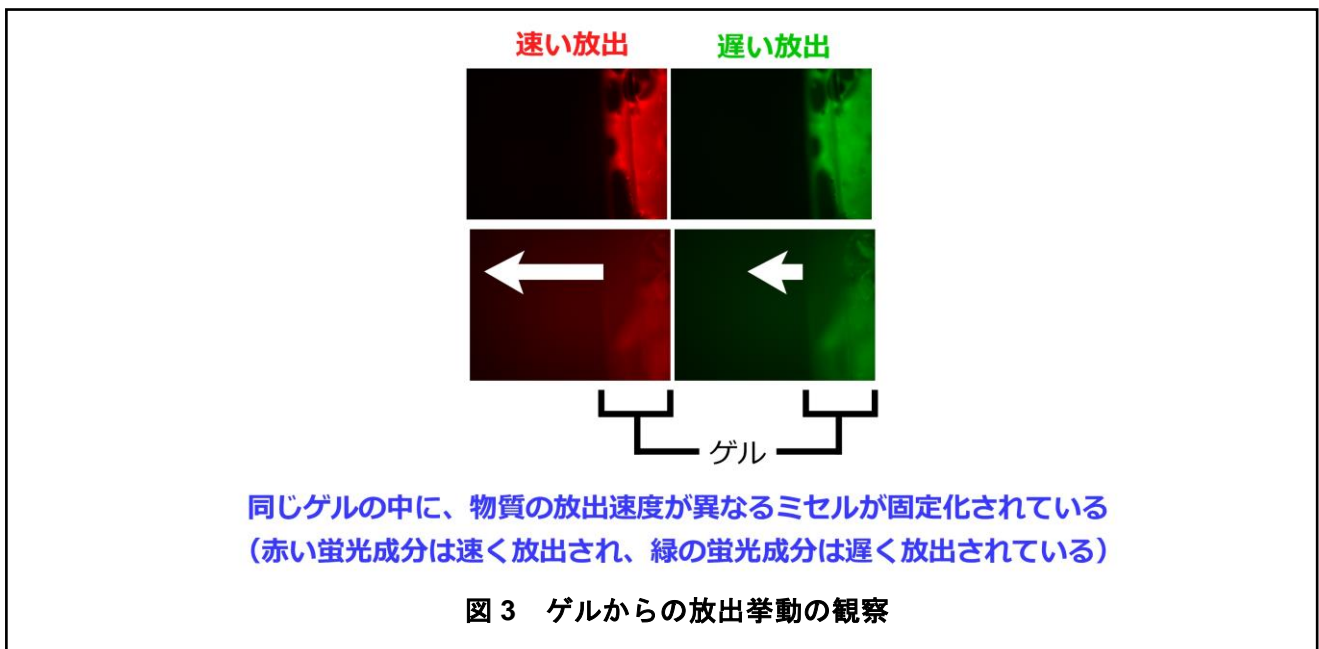 速い放出
遅い放出
ゲル
同じゲルの中に、物質の放出速度が異なるミセルが固定化されている
（赤い蛍光成分は速く放出され、緑の蛍光成分は遅く放出されている）
図 3　ゲルからの放出挙動の観察